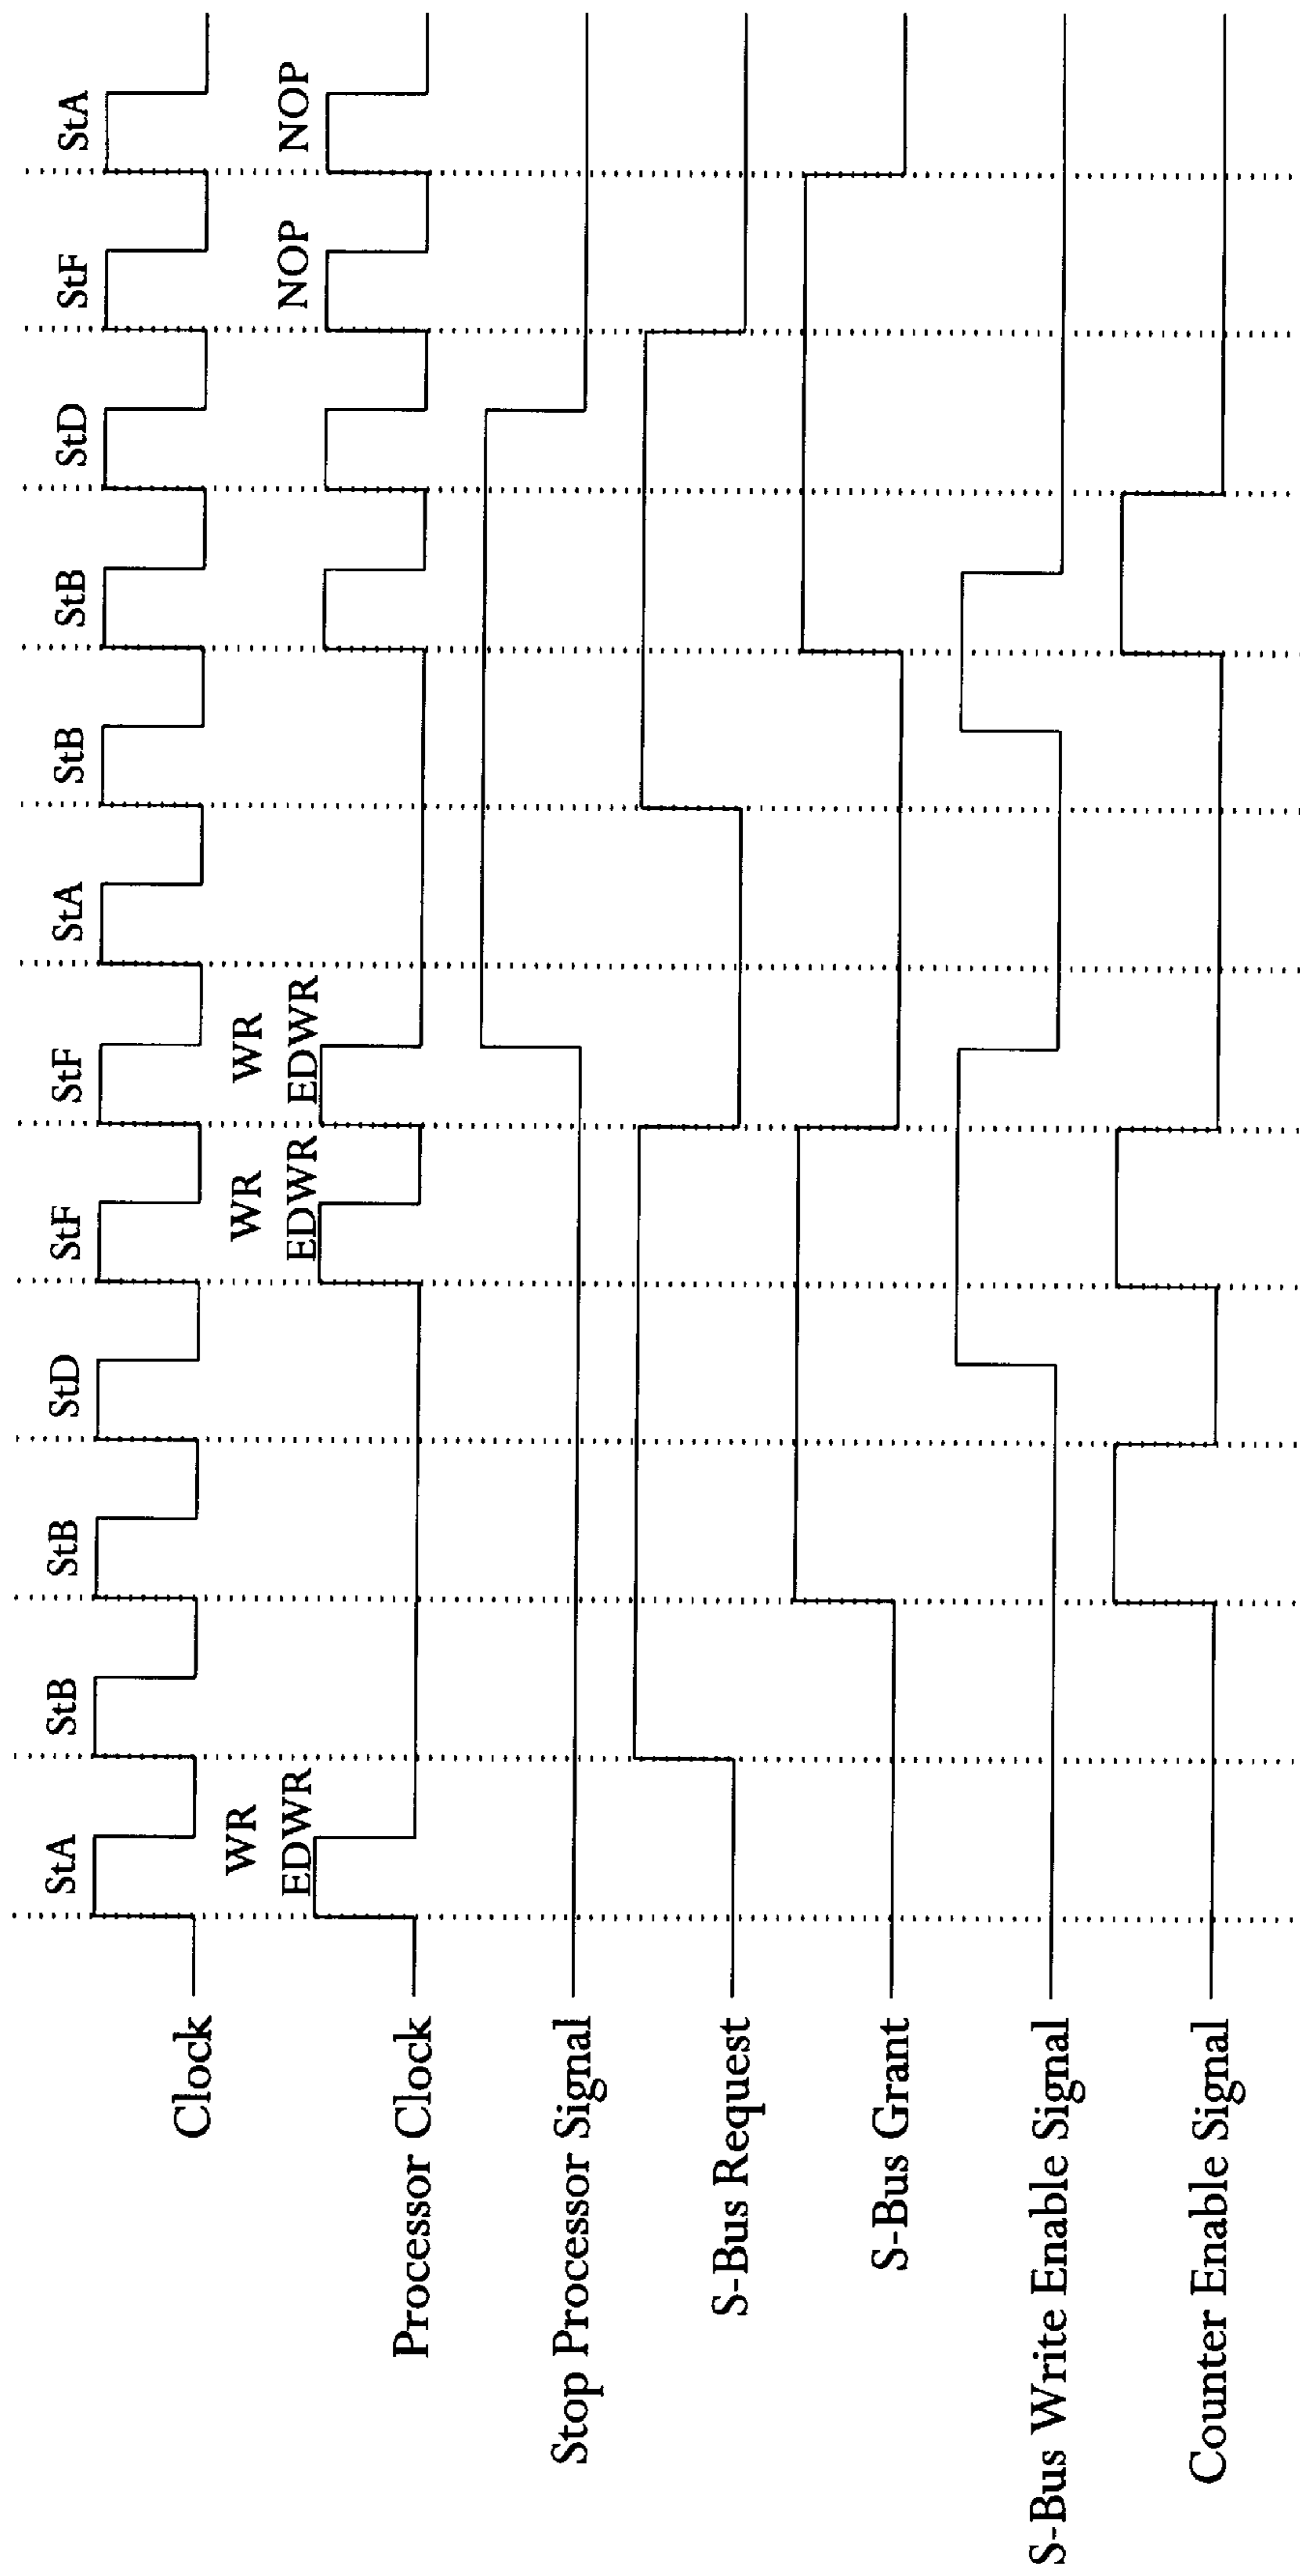 StA StB StB StD StF StF StA StB StB StD StF StA
Clock
WR WR WR
EDWR EDWR EDWR NOP NOP
Processor Clock
Stop Processor Signal
S-Bus Request
S-Bus Grant
S-Bus Write Enable Signal
Counter Enable Signal